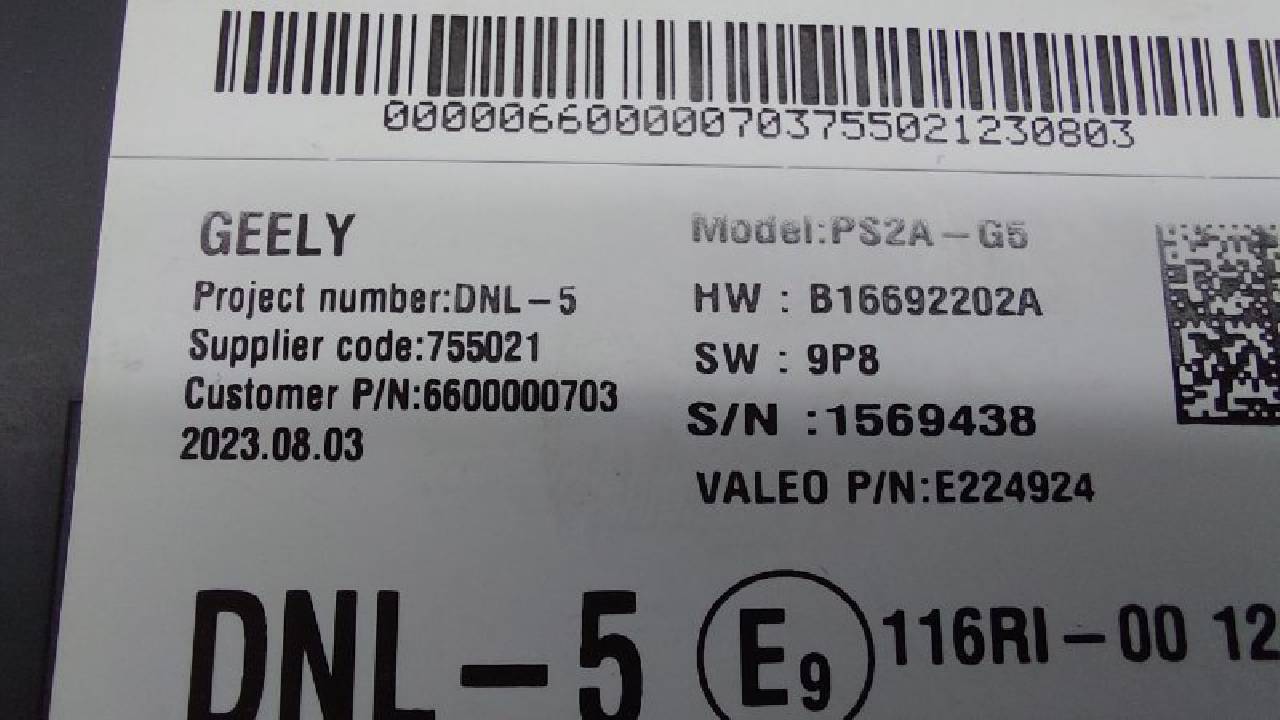 000006600000703755021230803
GEELY
Project number:DNL-5
Supplier code:755021
Customer P/N:6600000703
2023.08.03
Model:PS2A-G5
HW : B16692202A
SW : 9P8
S/N :1569438
VALEO P/N:E224924
DNL-5
E9
116RI-00 12